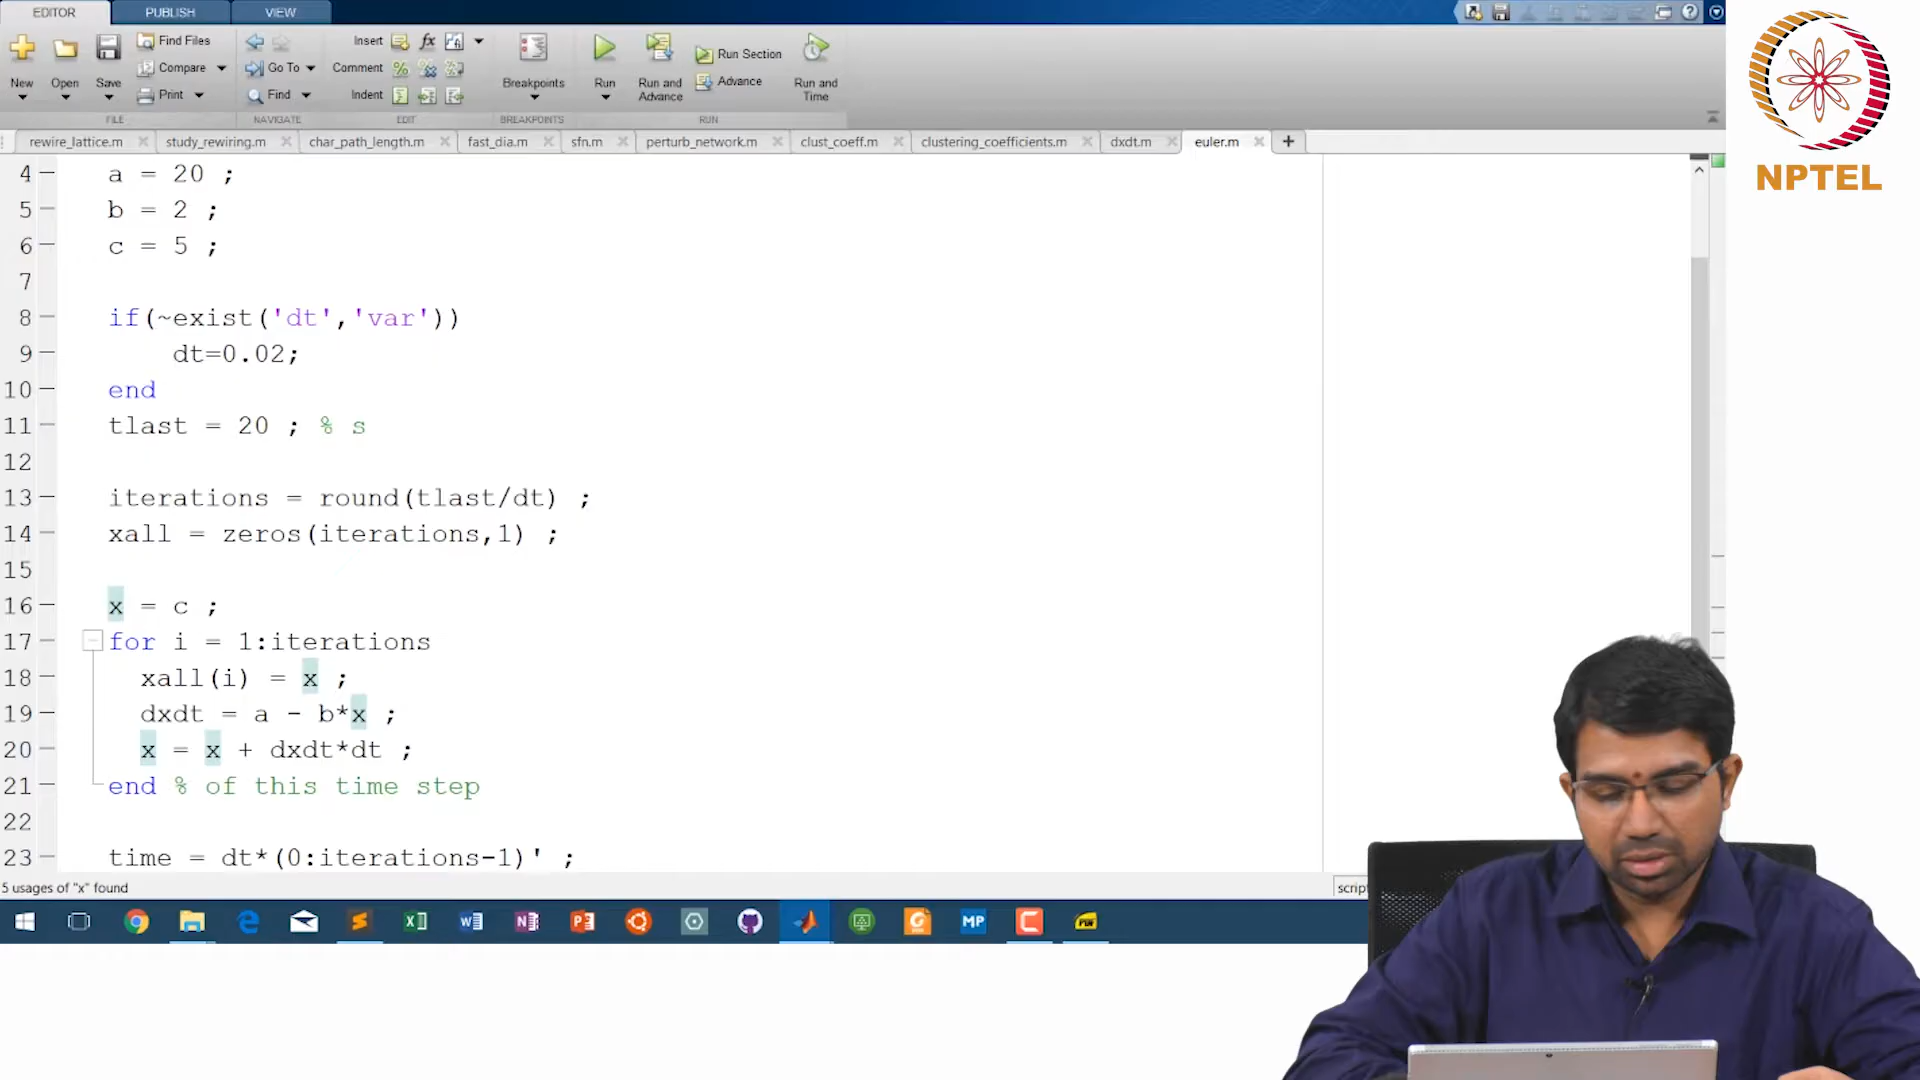 EDITOR PUBLISH VIEW
New Open Save Find Files Compare Print
Go To Find
Insert fx Comment Indent
Breakpoints
Run Run and Advance Run Section Advance Run and Time
FILE NAVIGATE EDIT BREAKPOINTS RUN
rewire_lattice.m study_rewiring.m char_path_length.m fast_dia.m sfn.m perturb_network.m clust_coeff.m clustering_coefficients.m dxdt.m euler.m
4 a = 20 ;
5 b = 2 ;
6 c = 5 ;
7
8 if(~exist('dt','var'))
9 dt=0.02;
10 end
11 tlast = 20 ; % s
12
13 iterations = round(tlast/dt) ;
14 xall = zeros(iterations,1) ;
15
16 x = c ;
17 for i = 1:iterations
18 xall(i) = x ;
19 dxdt = a - b*x ;
20 x = x + dxdt*dt ;
21 end % of this time step
22
23 time = dt*(0:iterations-1)' ;
5 usages of "x" found
script
MP
NPTEL